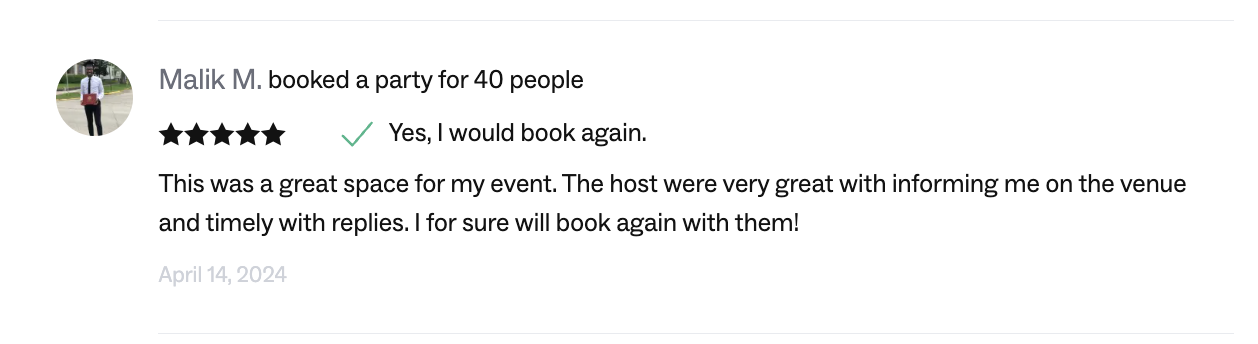 Malik M. booked a party for 40 people
Yes, I would book again.
This was a great space for my event. The host were very great with informing me on the venue
and timely with replies. I for sure will book again with them!
April 14, 2024